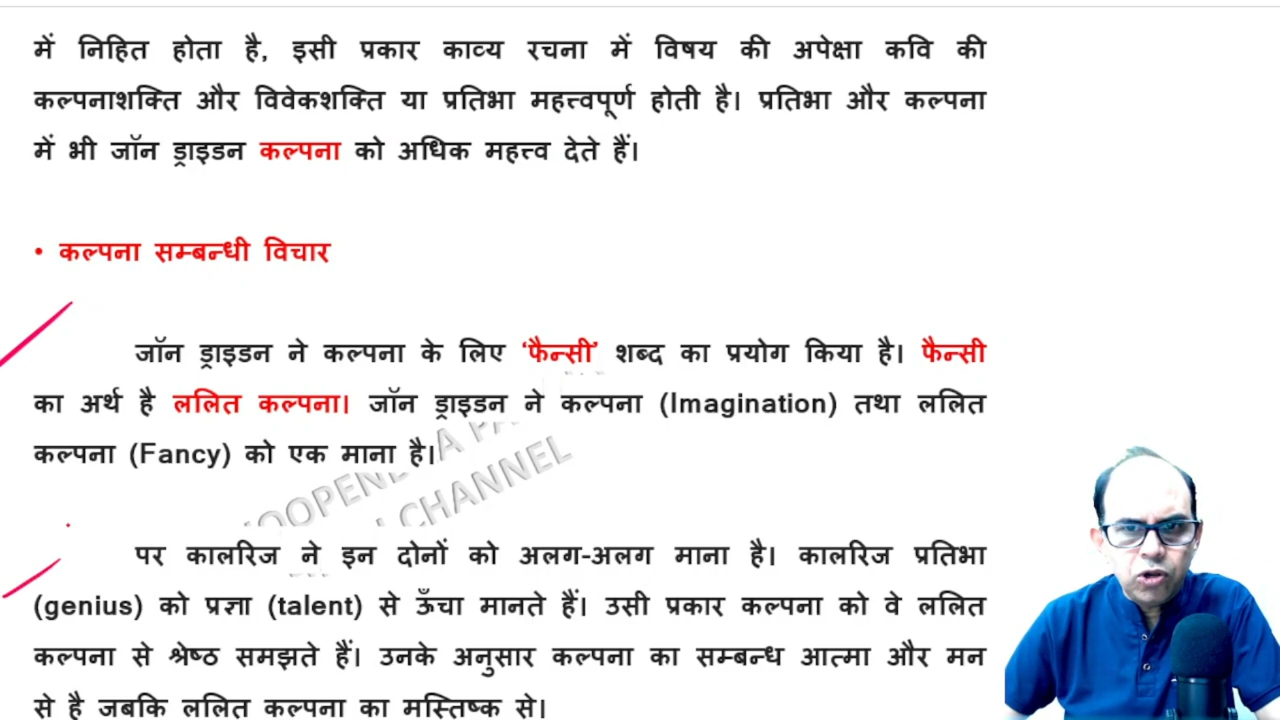 में निहित होता है, इसी प्रकार काव्य रचना में विषय की अपेक्षा कवि की
कल्पनाशक्ति और विवेकशक्ति या प्रतिभा महत्त्वपूर्ण होती है। प्रतिभा और कल्पना
में भी जॉन ड्राइडन कल्पना को अधिक महत्त्व देते हैं।
• कल्पना सम्बन्धी विचार
जॉन ड्राइडन ने कल्पना के लिए ‘फैन्सी’ शब्द का प्रयोग किया है। फैन्सी
का अर्थ है ललित कल्पना। जॉन ड्राइडन ने कल्पना (Imagination) तथा ललित
कल्पना (Fancy) को एक माना है।
CHANNEL
पर कालरिज ने इन दोनों को अलग-अलग माना है। कालरिज प्रतिभा
(genius) को प्रज्ञा (talent) से ऊँचा मानते हैं। उसी प्रकार कल्पना को वे ललित
कल्पना से श्रेष्ठ समझते हैं। उनके अनुसार कल्पना का सम्बन्ध आत्मा और मन
से है जबकि ललित कल्पना का मस्तिष्क से।